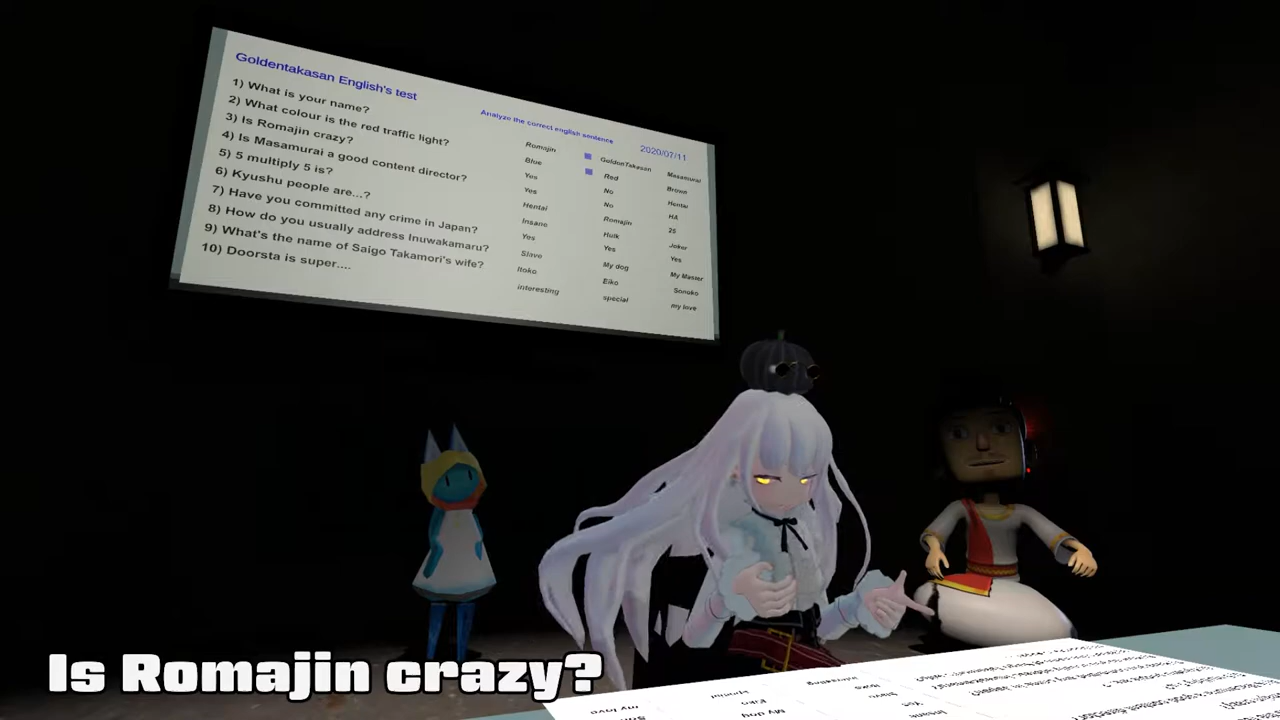 Goldentakasan English's test
Analyze the correct english sentence
2020/07/11
1) What is your name?
2) What colour is the red traffic light?
3) Is Romajin crazy?
4) Is Masamurai a good content director?
5) 5 multiply 5 is?
6) Kyushu people are...?
7) Have you committed any crime in Japan?
8) How do you usually address Inuwakamaru?
9) What's the name of Saigo Takamori's wife?
10) Doorsta is super....
Romajin GoldenTakasan Masamurai
Blue Red Brown
Yes No Hentai
Yes No HA
Hentai Romajin 25
Insane Hulk Joker
Yes Yes Yes
Slave My dog My Master
Itoko Eiko Sonoko
interesting special my love
Is Romajin crazy?